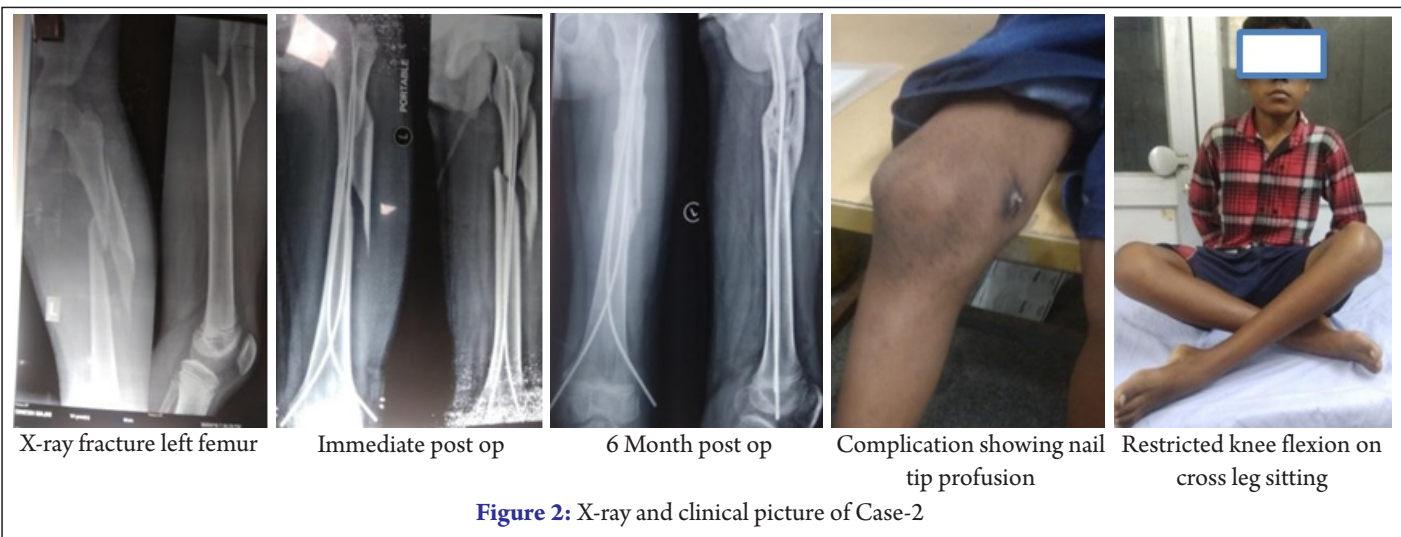 L
PORTABLE
L
L
X-ray fracture left femur
Immediate post op
6 Month post op
Complication showing nail
tip profusion
Restricted knee flexion on
cross leg sitting
Figure 2: X-ray and clinical picture of Case-2